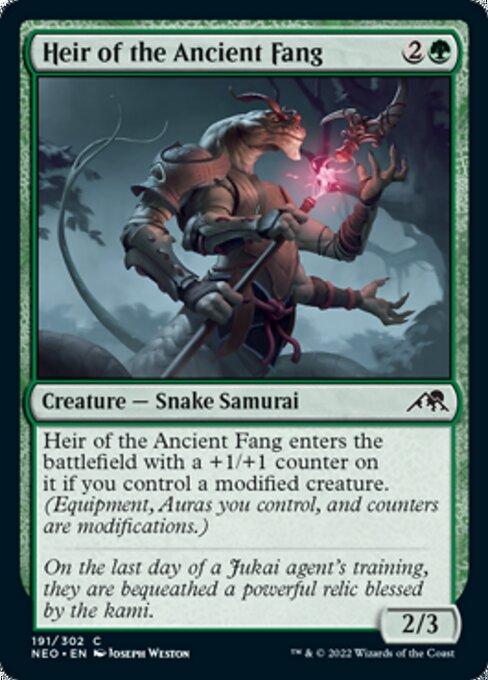 Heir of the Ancient Fang 2
Creature — Snake Samurai
Heir of the Ancient Fang enters the
battlefield with a +1/+1 counter on
it if you control a modified creature.
(Equipment, Auras you control, and counters
are modifications.)
On the last day of a Jukai agent's training,
they are bequeathed a powerful relic blessed
by the kami.
2/3
191/302 C
NEO • EN Joseph Weston
™ & © 2022 Wizards of the Coast